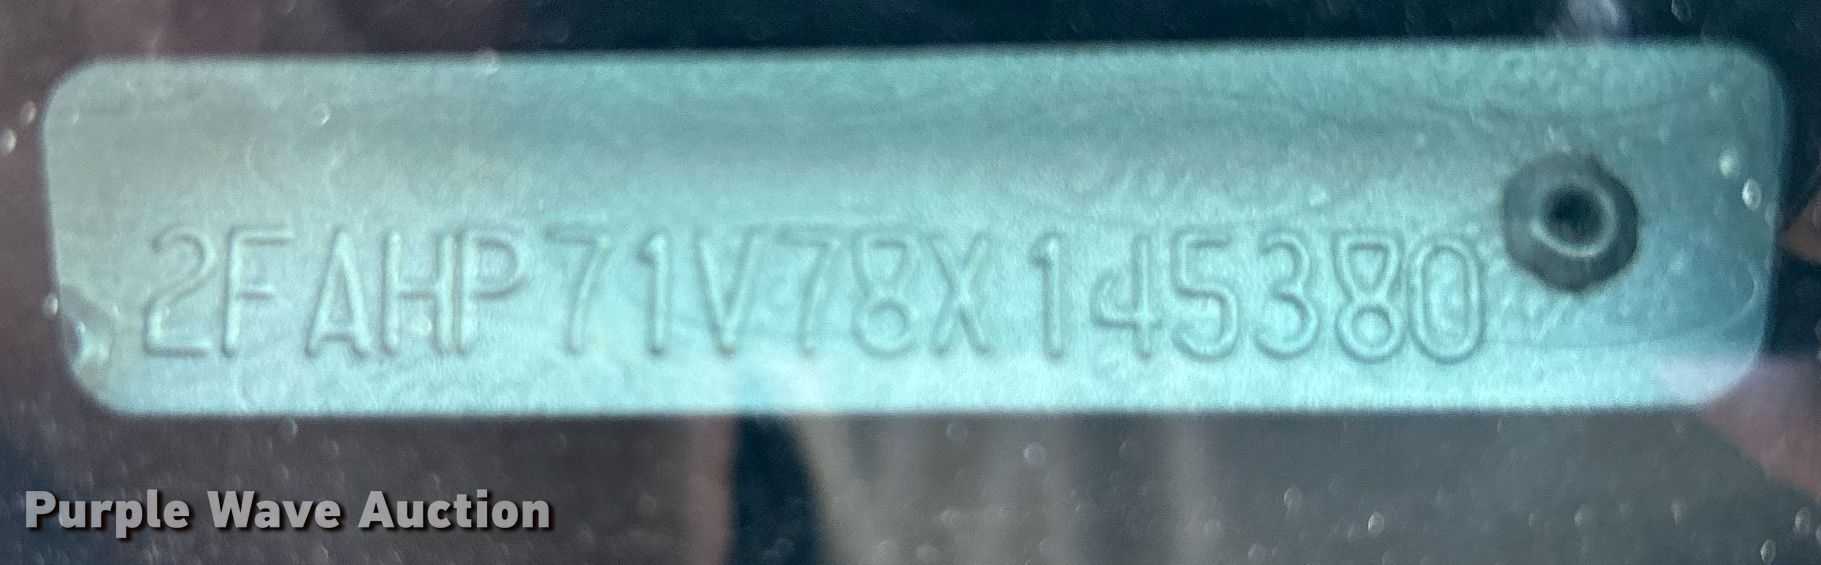 2FAHP71V78X145380
Purple Wave Auction